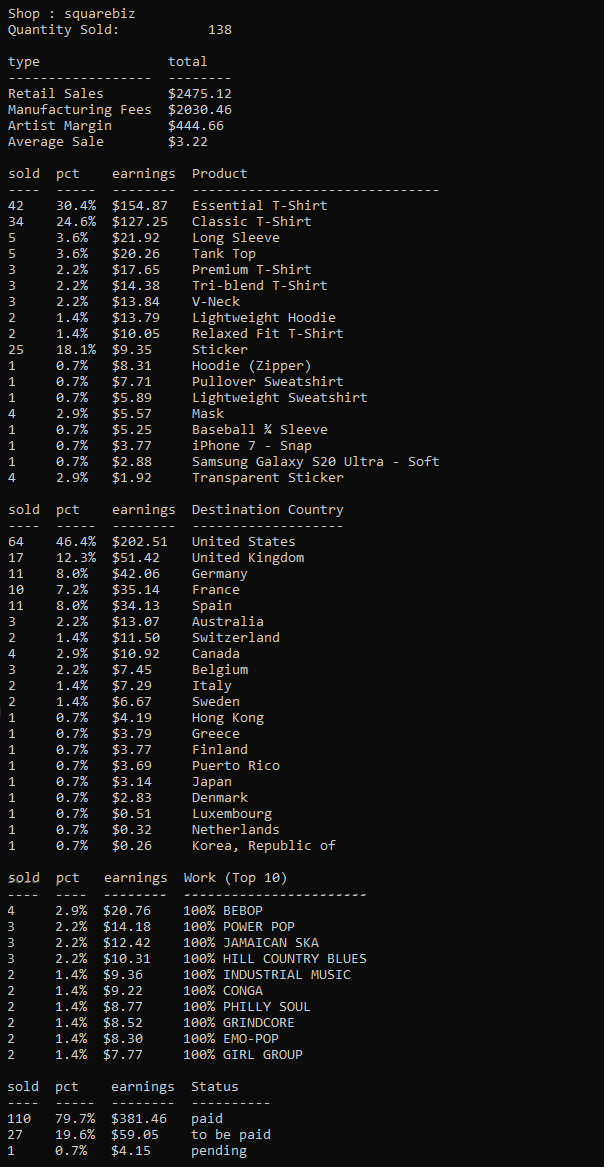 Shop : squarebiz
Quantity Sold:           138
type                total
------------------  --------
Retail Sales        $2475.12
Manufacturing Fees  $2030.46
Artist Margin       $444.66
Average Sale        $3.22
sold  pct    earnings  Product
----  -----  --------  -------------------------------
42    30.4%  $154.87   Essential T-Shirt
34    24.6%  $127.25   Classic T-Shirt
5     3.6%   $21.92    Long Sleeve
5     3.6%   $20.26    Tank Top
3     2.2%   $17.65    Premium T-Shirt
3     2.2%   $14.38    Tri-blend T-Shirt
3     2.2%   $13.84    V-Neck
2     1.4%   $13.79    Lightweight Hoodie
2     1.4%   $10.05    Relaxed Fit T-Shirt
25    18.1%  $9.35     Sticker
1     0.7%   $8.31     Hoodie (Zipper)
1     0.7%   $7.71     Pullover Sweatshirt
1     0.7%   $5.89     Lightweight Sweatshirt
4     2.9%   $5.57     Mask
1     0.7%   $5.25     Baseball ¾ Sleeve
1     0.7%   $3.77     iPhone 7 - Snap
1     0.7%   $2.88     Samsung Galaxy S20 Ultra - Soft
4     2.9%   $1.92     Transparent Sticker
sold  pct    earnings  Destination Country
----  -----  --------  -------------------
64    46.4%  $202.51   United States
17    12.3%  $51.42    United Kingdom
11    8.0%   $42.06    Germany
10    7.2%   $35.14    France
11    8.0%   $34.13    Spain
3     2.2%   $13.07    Australia
2     1.4%   $11.50    Switzerland
4     2.9%   $10.92    Canada
3     2.2%   $7.45     Belgium
2     1.4%   $7.29     Italy
2     1.4%   $6.67     Sweden
1     0.7%   $4.19     Hong Kong
1     0.7%   $3.79     Greece
1     0.7%   $3.77     Finland
1     0.7%   $3.69     Puerto Rico
1     0.7%   $3.14     Japan
1     0.7%   $2.83     Denmark
1     0.7%   $0.51     Luxembourg
1     0.7%   $0.32     Netherlands
1     0.7%   $0.26     Korea, Republic of
sold  pct   earnings  Work (Top 10)
----  ----  --------  -----------------------
4     2.9%  $20.76    100% BEBOP
3     2.2%  $14.18    100% POWER POP
3     2.2%  $12.42    100% JAMAICAN SKA
3     2.2%  $10.31    100% HILL COUNTRY BLUES
2     1.4%  $9.36     100% INDUSTRIAL MUSIC
2     1.4%  $9.22     100% CONGA
2     1.4%  $8.77     100% PHILLY SOUL
2     1.4%  $8.52     100% GRINDCORE
2     1.4%  $8.30     100% EMO-POP
2     1.4%  $7.77     100% GIRL GROUP
sold  pct    earnings  Status
----  -----  --------  ----------
110   79.7%  $381.46   paid
27    19.6%  $59.05    to be paid
1     0.7%   $4.15     pending